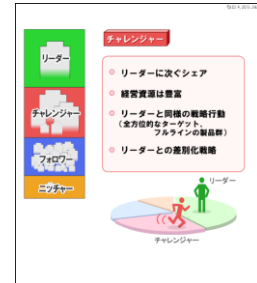 リーダー
チャレンジャー
フォロワー
ニッチャー
チャレンジャー
リーダーに次ぐシェア
経営資源は豊富
リーダーと同様の戦略行動
（全方位的なターゲット、
フルラインの製品群）
リーダーとの差別化戦略
リーダー
チャレンジャー